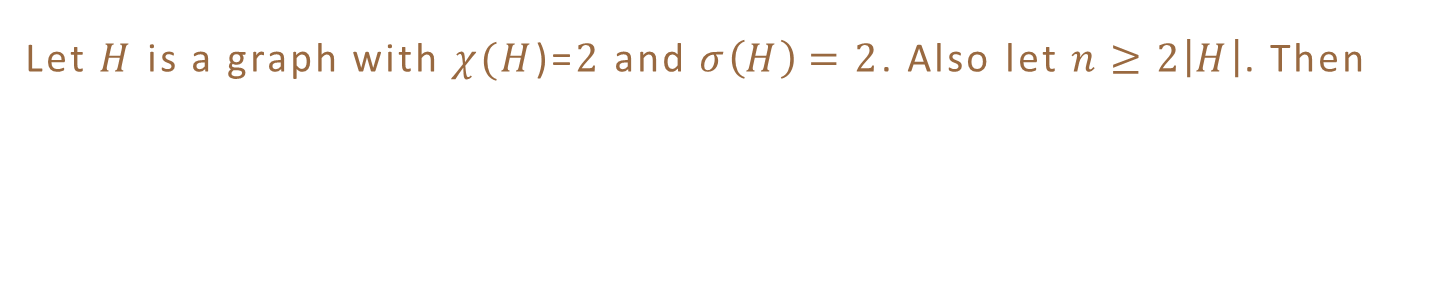 Let H is a graph with χ(H)=2 and σ(H) = 2. Also let n ≥ 2|H|. Then